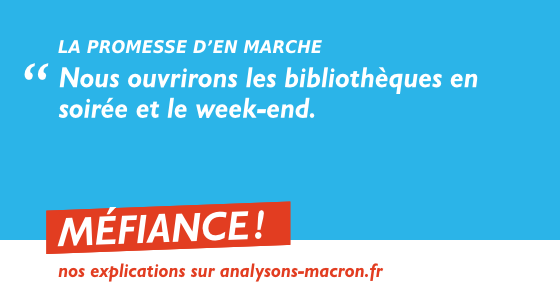 LA PROMESSE D’EN MARCHE
“ Nous ouvrirons les bibliothèques en
soirée et le week-end.
MÉFIANCE !
nos explications sur analysons-macron.fr